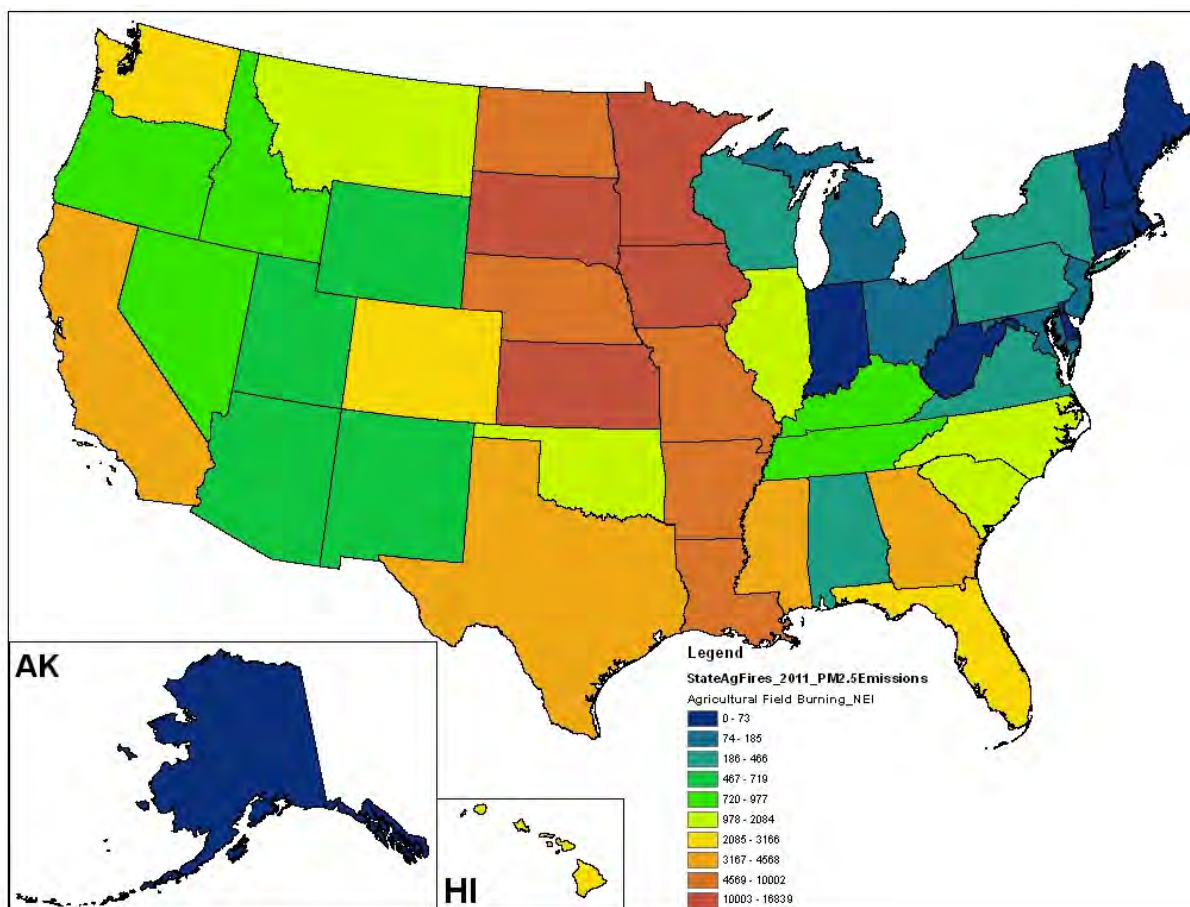 AK
HI
Legend
StateAgFires_2011_PM2.5Emissions
Agricultural Field Burning_NEI
0 - 73
74 - 185
186 - 466
467 - 719
720 - 977
978 - 2084
2085 - 3166
3167 - 4568
4569 - 10002
10003 - 16839